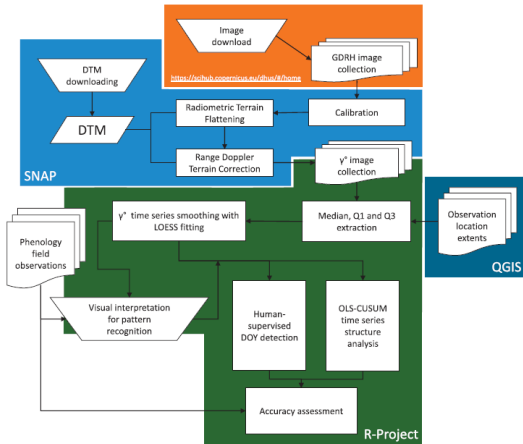 Image
download
https://scihub.copernicus.eu/dhus/#/home
GDRH image
collection
DTM
downloading
DTM
Radiometric Terrain
Flattening
Calibration
Range Doppler
Terrain Correction
γ° image
collection
SNAP
γ° time series smoothing with
LOESS fitting
Median, Q1 and Q3
extraction
Observation
location
extents
QGIS
Phenology
field
observations
Visual interpretation
for pattern
recognition
Human-
supervised
DOY detection
OLS-CUSUM
time series
structure
analysis
Accuracy assessment
R-Project